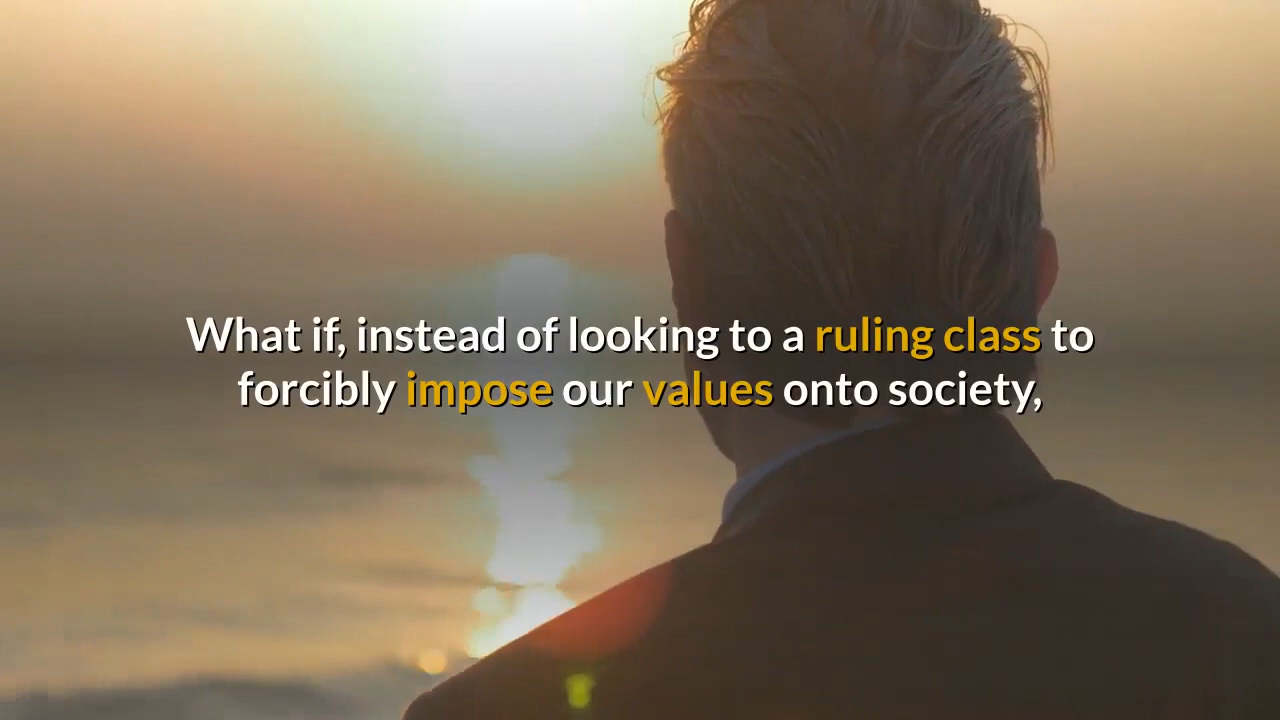 What if, instead of looking to a ruling class to
forcibly impose our values onto society,